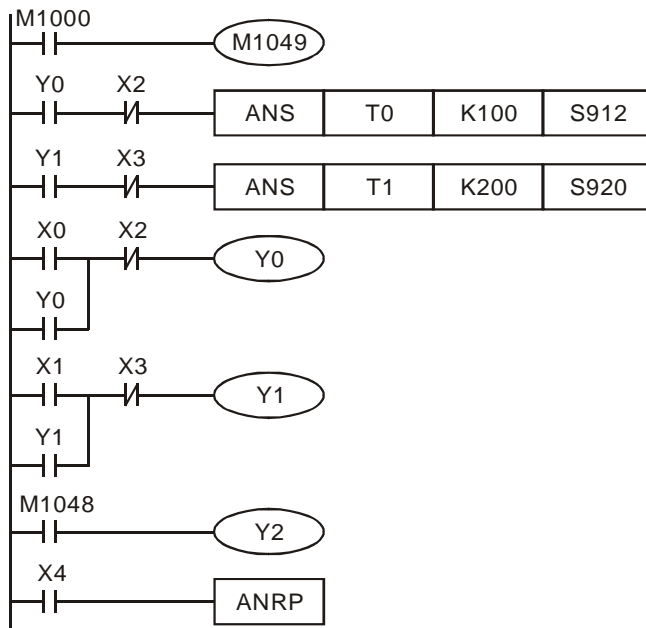 M1000
M1049
Y0 X2
ANS T0 K100 S912
Y1 X3
ANS T1 K200 S920
X0 X2
Y0
Y0
X1 X3
Y1
Y1
M1048
Y2
X4
ANRP